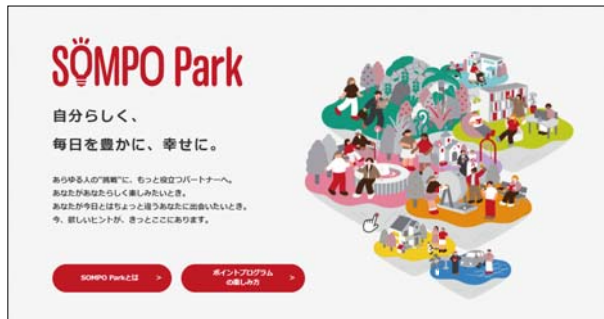 SOMPO Park
自分らしく、
毎日を豊かに、幸せに。
あらゆる人の"挑戦"に、もっと役立つパートナーへ。
あなたがあなたらしく楽しみたいとき。
あなたが今日とはちょっと違うあなたに出会いたいとき。
今、欲しいヒントが、きっとここにあります。
SOMPO Parkとは >
ポイントプログラム
の楽しみ方 >